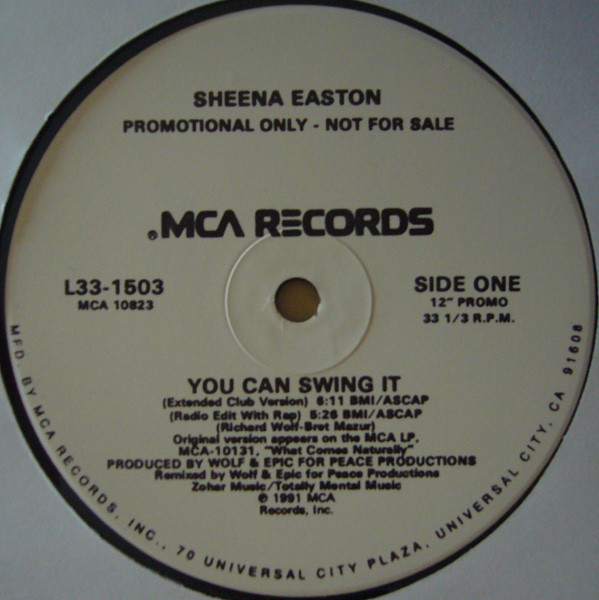 SHEENA EASTON
PROMOTIONAL ONLY - NOT FOR SALE
®MCA RECORDS
L33-1503
MCA 10823
SIDE ONE
12" PROMO
33 1/3 R.P.M.
YOU CAN SWING IT
(Extended Club Version) 6:11 BMI/ASCAP
(Radio Edit With Rap) 5:26 BMI/ASCAP
(Richard Wolf-Bret Mazur)
Original version appears on the MCA LP,
MCA-10131, "What Comes Naturally"
PRODUCED BY WOLF & EPIC FOR PEACE PRODUCTIONS
Remixed by Wolf & Epic for Peace Productions
Zohar Music/Totally Mental Music
℗ 1991 MCA
Records, Inc.
MFD. BY MCA RECORDS, INC., 70 UNIVERSAL CITY PLAZA, UNIVERSAL CITY, CA 91608